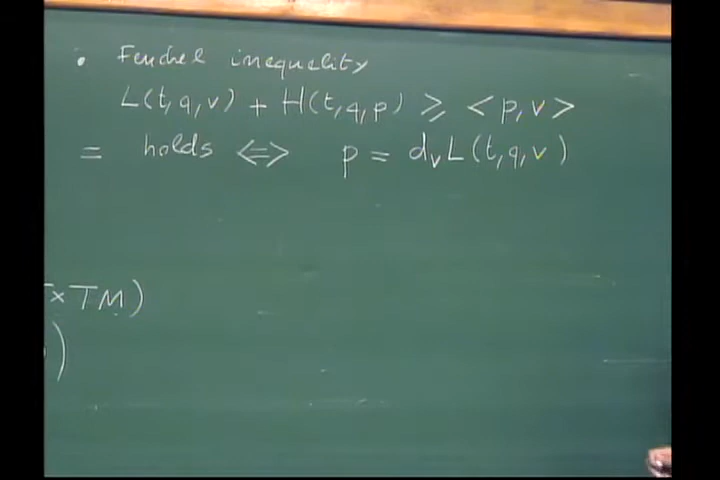 • Fenchel inequality
L(t,q,v) + H(t,q,p) ⩾ <p,v>
= holds ⇔ p = d_v L(t,q,v)
× TM)
)